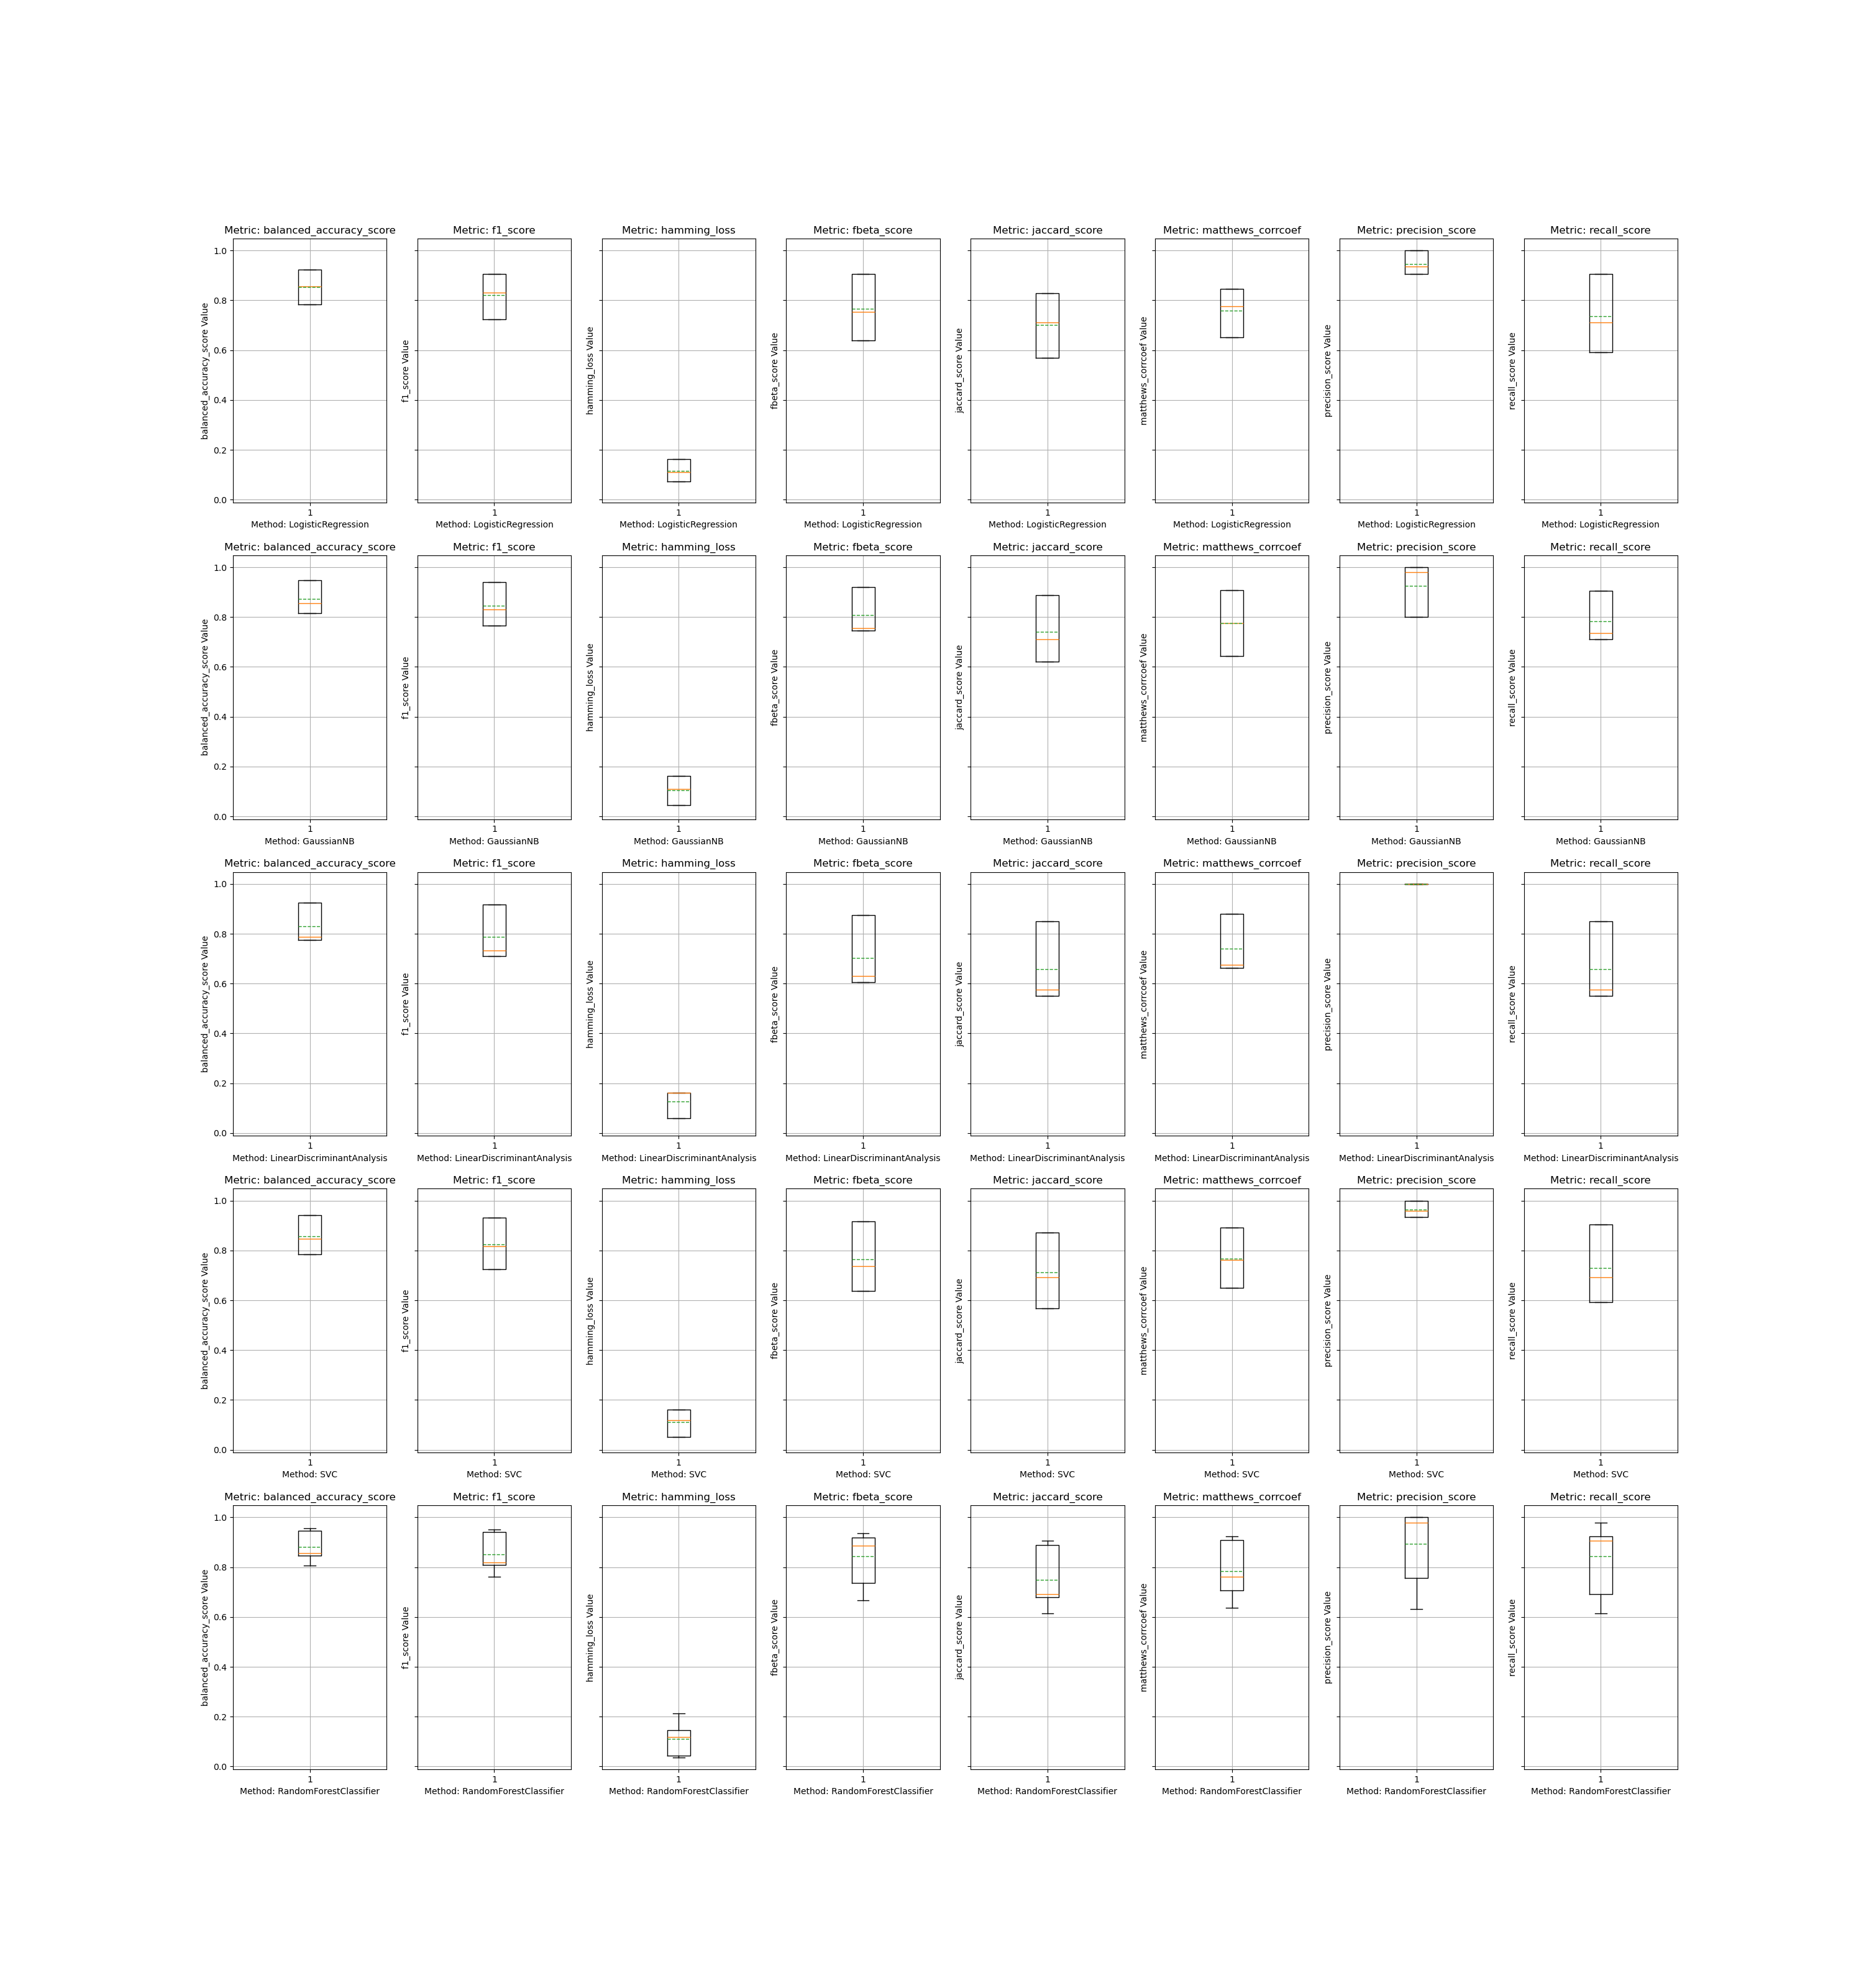 Metric: balanced_accuracy_score Metric: f1_score Metric: hamming_loss Metric: fbeta_score Metric: jaccard_score Metric: matthews_corrcoef Metric: precision_score Metric: recall_score
1.0
0.8
0.6
0.4
0.2
0.0
balanced_accuracy_score Value
f1_score Value
hamming_loss Value
fbeta_score Value
jaccard_score Value
matthews_corrcoef Value
precision_score Value
recall_score Value
1 1 1 1 1 1 1 1
Method: LogisticRegression Method: LogisticRegression Method: LogisticRegression Method: LogisticRegression Method: LogisticRegression Method: LogisticRegression Method: LogisticRegression Method: LogisticRegression
Metric: balanced_accuracy_score Metric: f1_score Metric: hamming_loss Metric: fbeta_score Metric: jaccard_score Metric: matthews_corrcoef Metric: precision_score Metric: recall_score
1.0
0.8
0.6
0.4
0.2
0.0
balanced_accuracy_score Value
f1_score Value
hamming_loss Value
fbeta_score Value
jaccard_score Value
matthews_corrcoef Value
precision_score Value
recall_score Value
1 1 1 1 1 1 1 1
Method: GaussianNB Method: GaussianNB Method: GaussianNB Method: GaussianNB Method: GaussianNB Method: GaussianNB Method: GaussianNB Method: GaussianNB
Metric: balanced_accuracy_score Metric: f1_score Metric: hamming_loss Metric: fbeta_score Metric: jaccard_score Metric: matthews_corrcoef Metric: precision_score Metric: recall_score
1.0
0.8
0.6
0.4
0.2
0.0
balanced_accuracy_score Value
f1_score Value
hamming_loss Value
fbeta_score Value
jaccard_score Value
matthews_corrcoef Value
precision_score Value
recall_score Value
1 1 1 1 1 1 1 1
Method: LinearDiscriminantAnalysis Method: LinearDiscriminantAnalysis Method: LinearDiscriminantAnalysis Method: LinearDiscriminantAnalysis Method: LinearDiscriminantAnalysis Method: LinearDiscriminantAnalysis Method: LinearDiscriminantAnalysis Method: LinearDiscriminantAnalysis
Metric: balanced_accuracy_score Metric: f1_score Metric: hamming_loss Metric: fbeta_score Metric: jaccard_score Metric: matthews_corrcoef Metric: precision_score Metric: recall_score
1.0
0.8
0.6
0.4
0.2
0.0
balanced_accuracy_score Value
f1_score Value
hamming_loss Value
fbeta_score Value
jaccard_score Value
matthews_corrcoef Value
precision_score Value
recall_score Value
1 1 1 1 1 1 1 1
Method: SVC Method: SVC Method: SVC Method: SVC Method: SVC Method: SVC Method: SVC Method: SVC
Metric: balanced_accuracy_score Metric: f1_score Metric: hamming_loss Metric: fbeta_score Metric: jaccard_score Metric: matthews_corrcoef Metric: precision_score Metric: recall_score
1.0
0.8
0.6
0.4
0.2
0.0
balanced_accuracy_score Value
f1_score Value
hamming_loss Value
fbeta_score Value
jaccard_score Value
matthews_corrcoef Value
precision_score Value
recall_score Value
1 1 1 1 1 1 1 1
Method: RandomForestClassifier Method: RandomForestClassifier Method: RandomForestClassifier Method: RandomForestClassifier Method: RandomForestClassifier Method: RandomForestClassifier Method: RandomForestClassifier Method: RandomForestClassifier